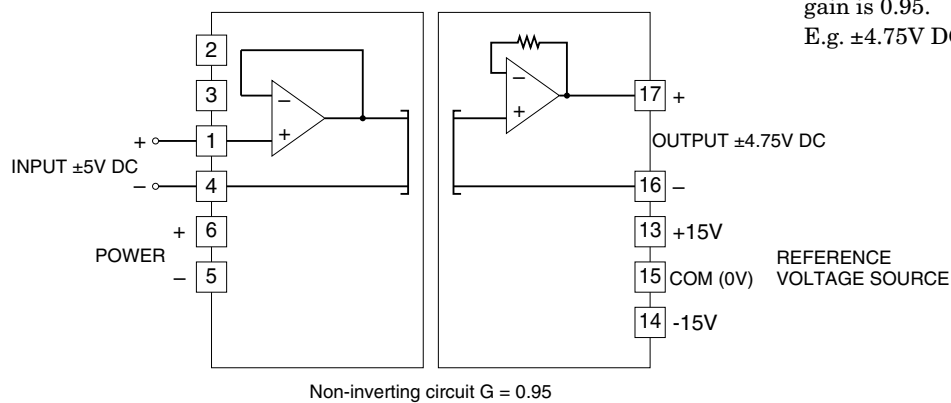 gain is 0.95.
E.g. ±4.75V DC
2
3
+ 1
INPUT ±5V DC
– 4
+ 6
POWER
– 5
–
+
–
+
17 +
OUTPUT ±4.75V DC
16 –
13 +15V
REFERENCE
15 COM (0V) VOLTAGE SOURCE
14 -15V
Non-inverting circuit G = 0.95